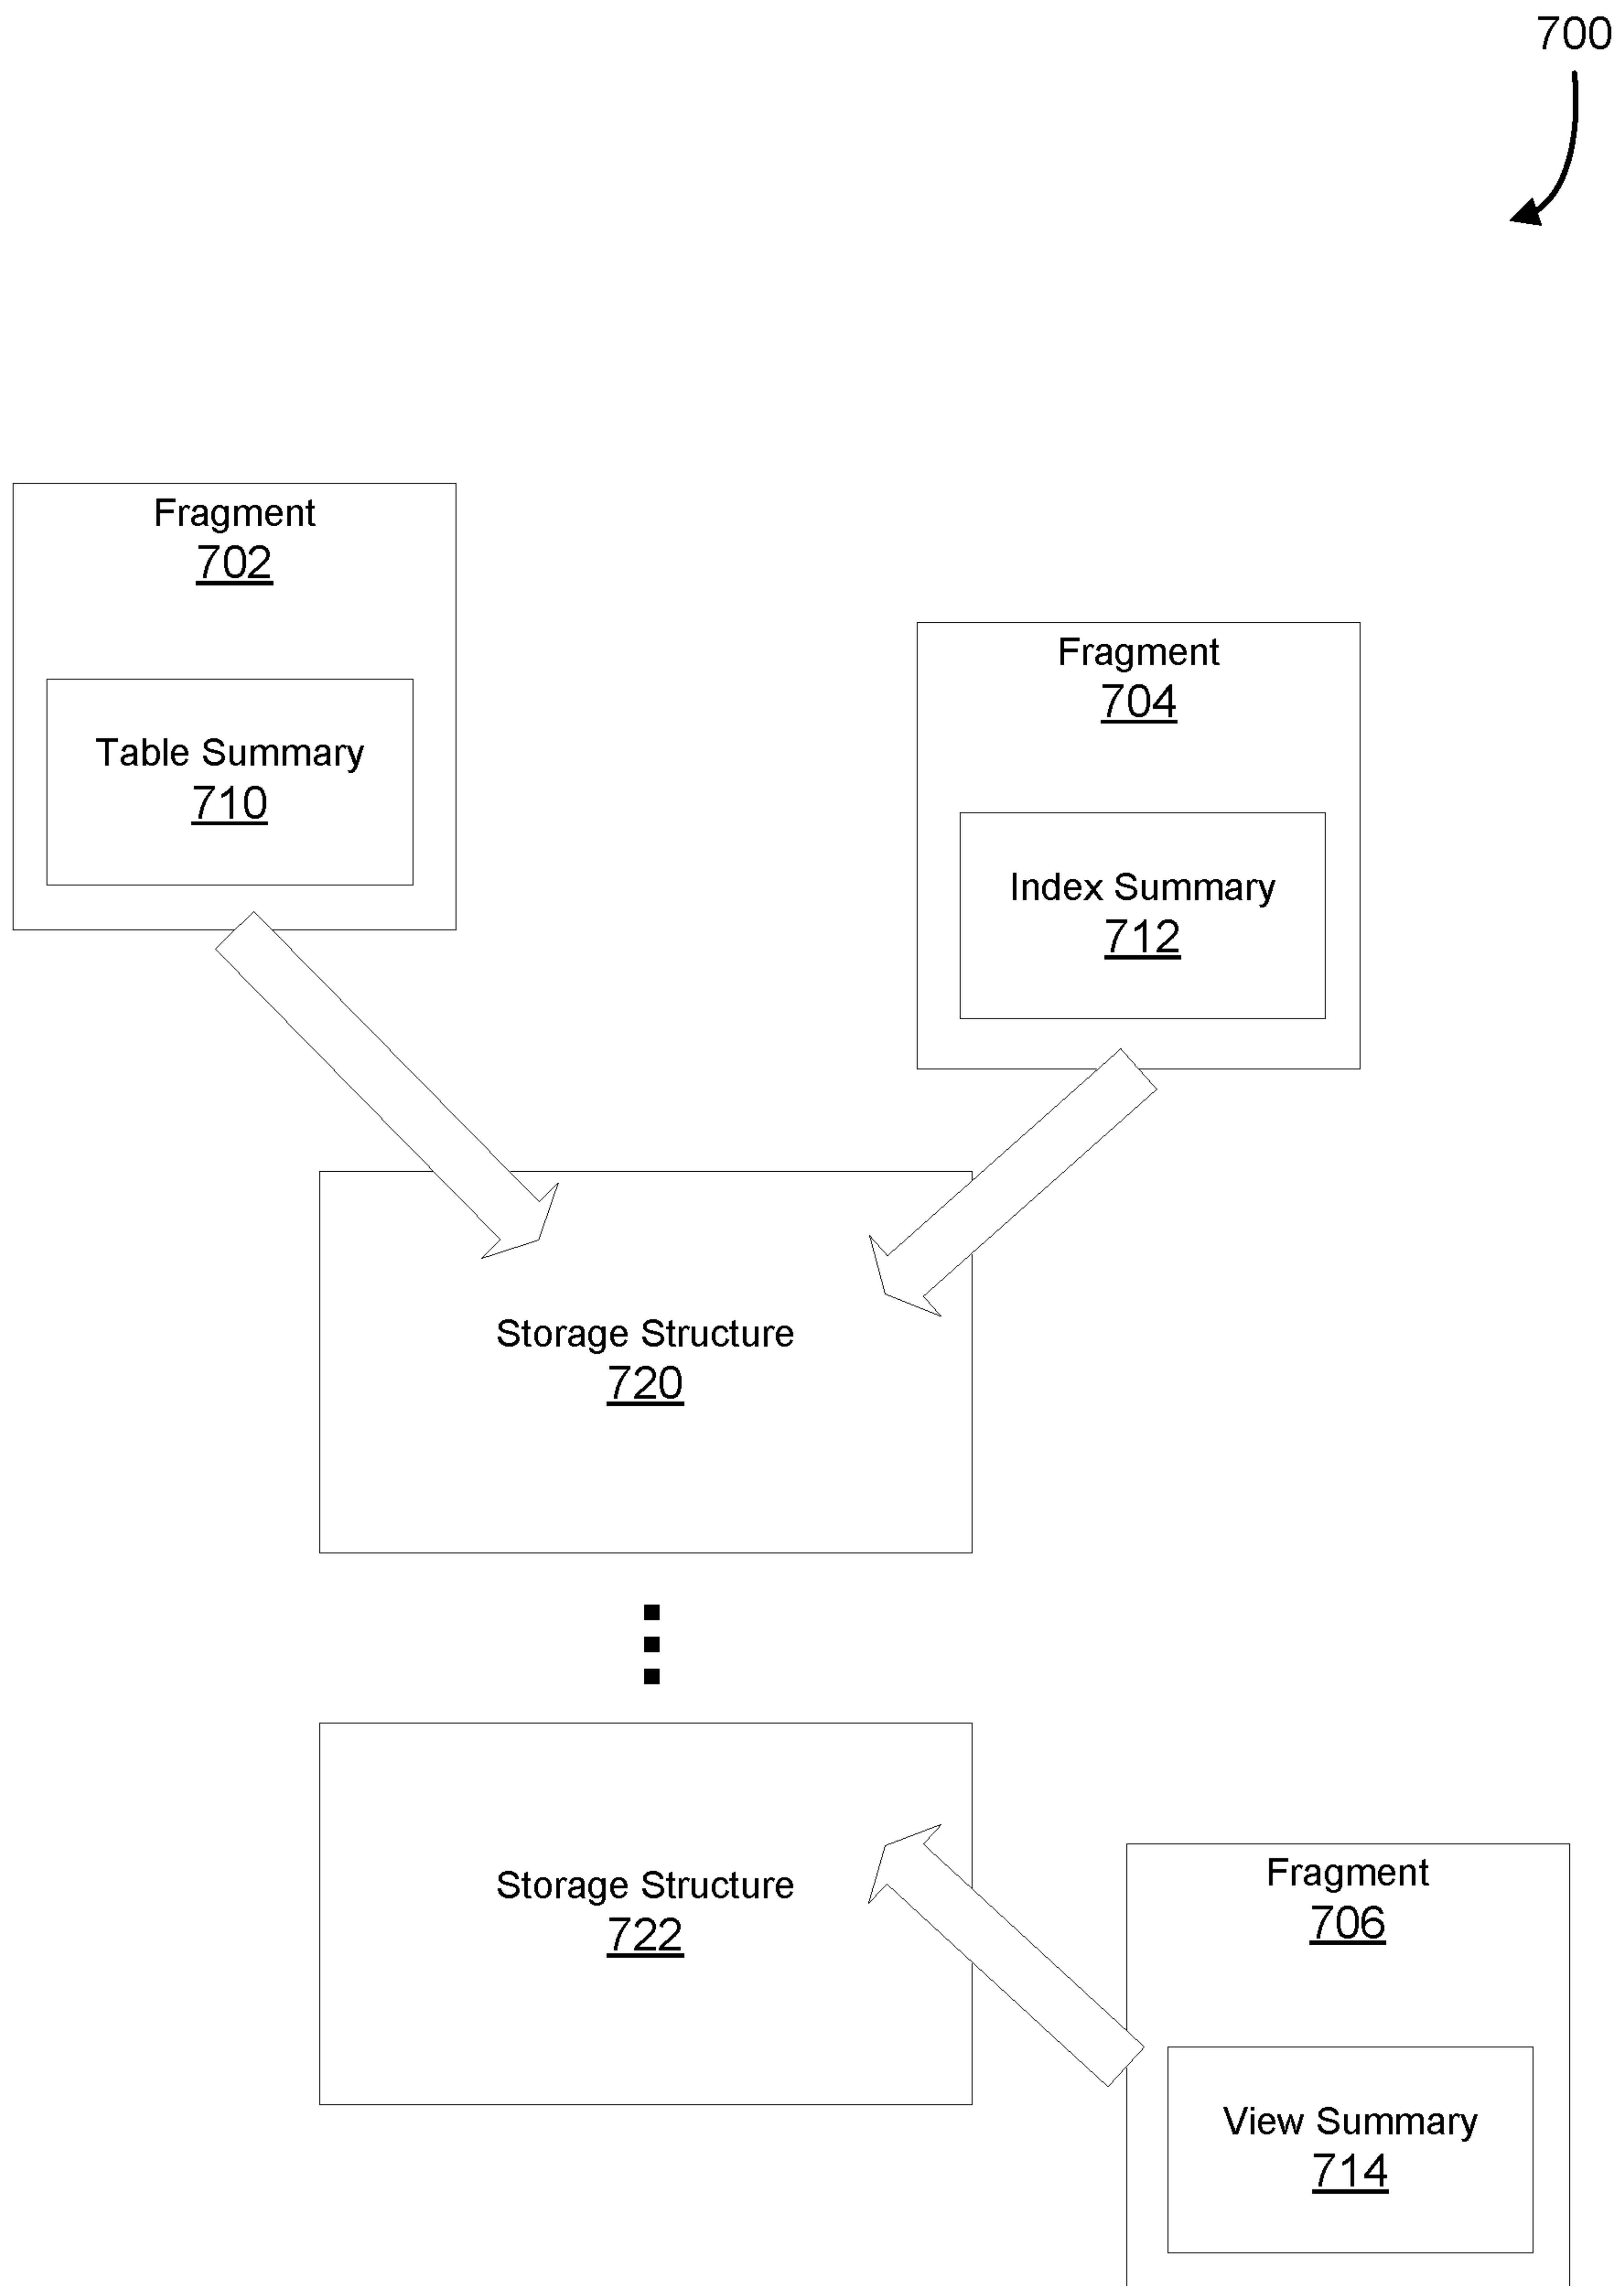 700
Fragment
702
Table Summary
710
Fragment
704
Index Summary
712
Storage Structure
720
Storage Structure
722
Fragment
706
View Summary
714